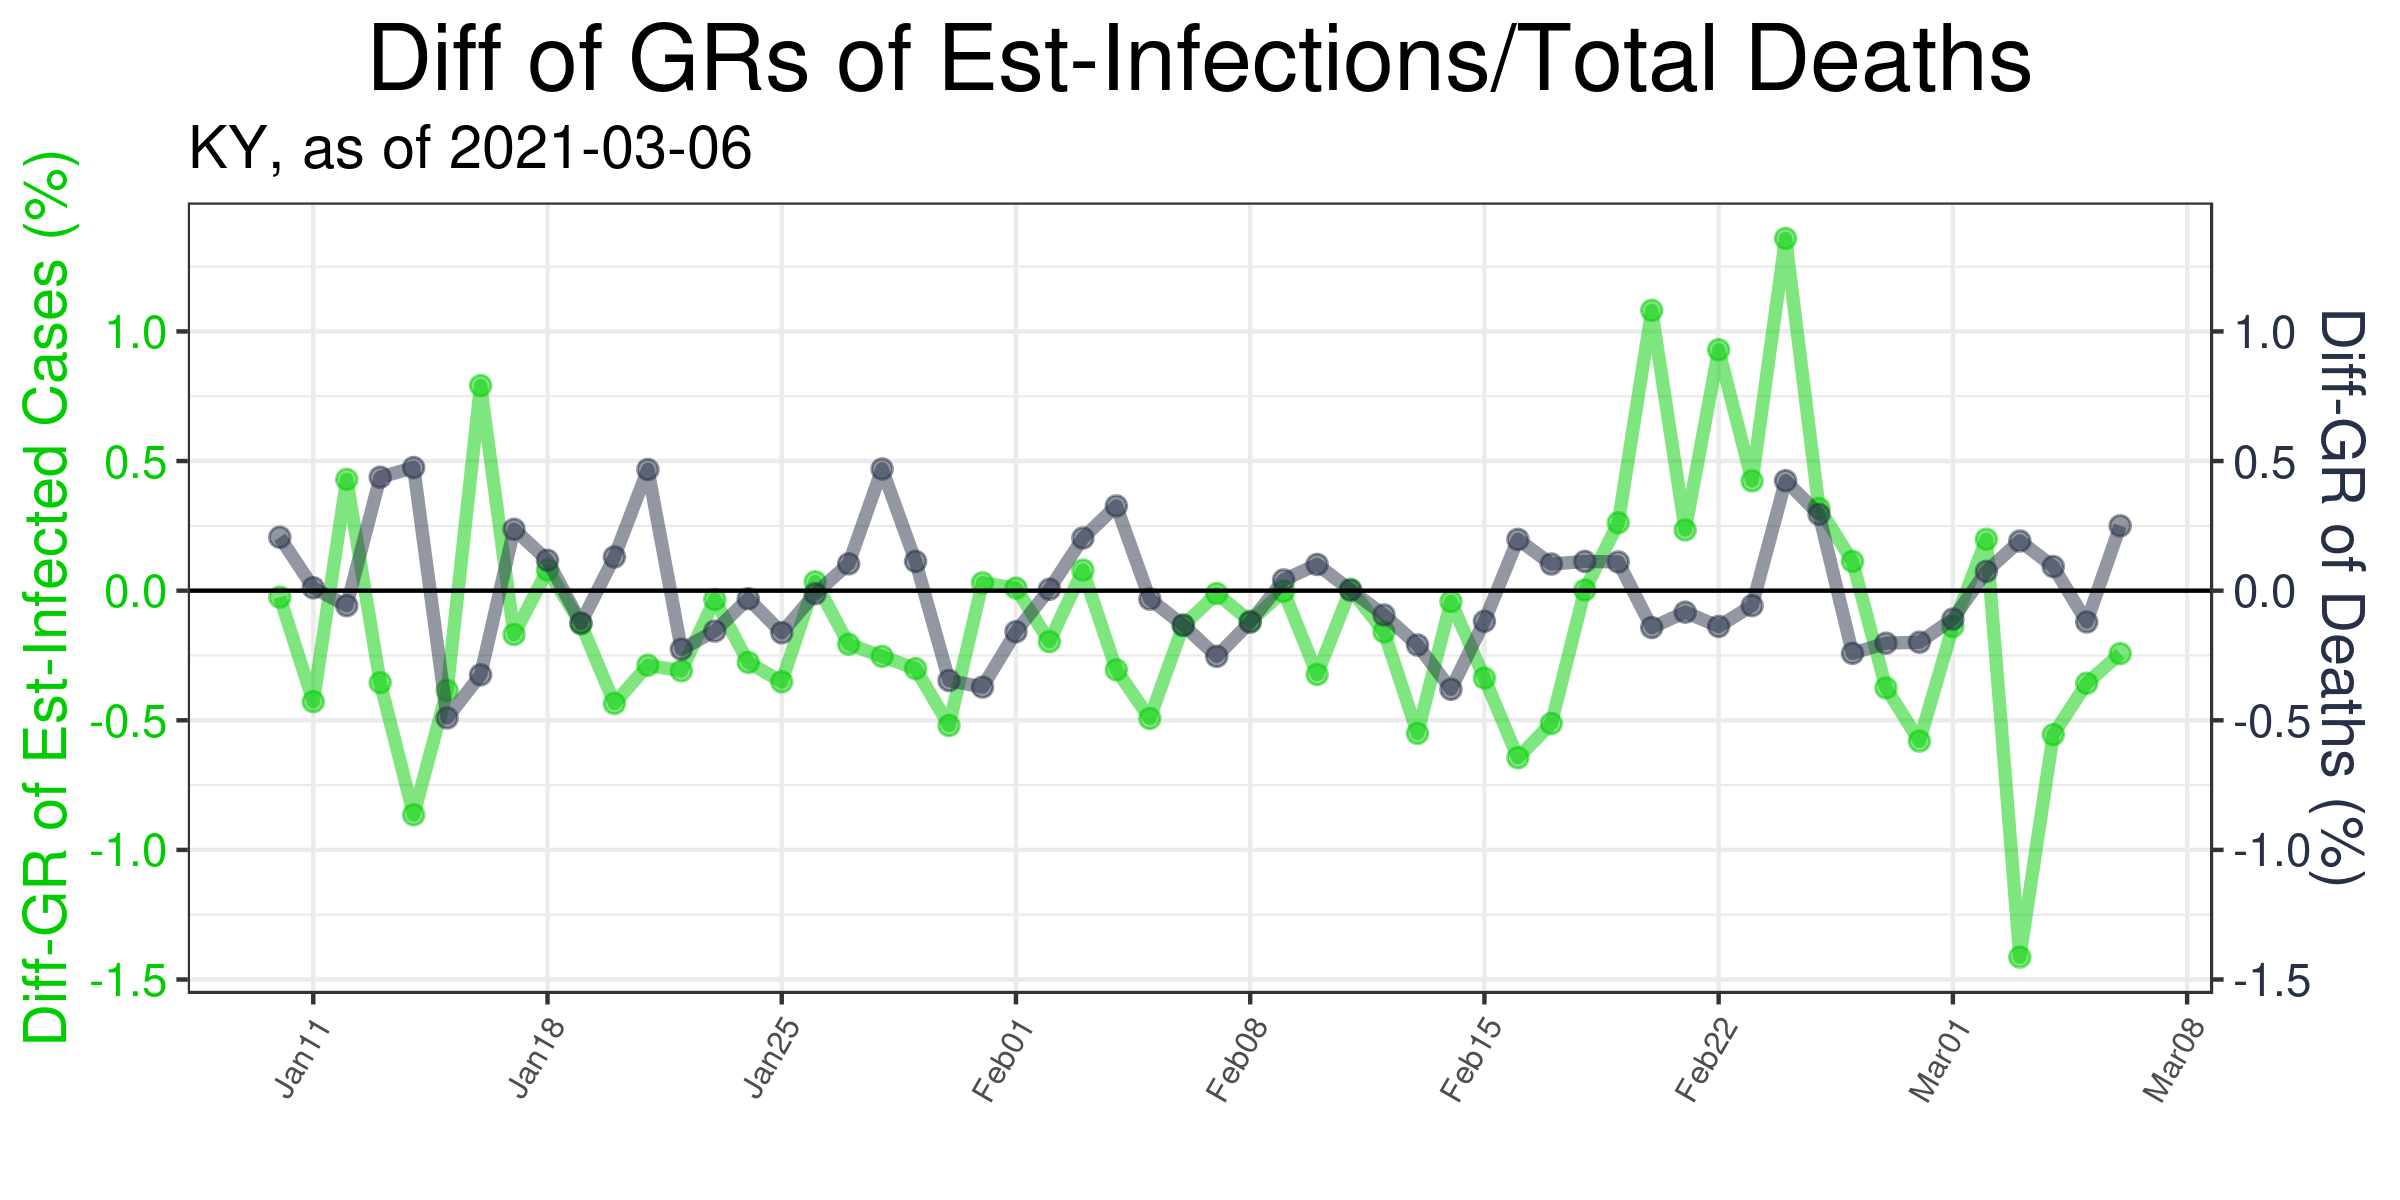 Diff of GRs of Est-Infections/Total Deaths
KY, as of 2021-03-06
Diff-GR of Est-Infected Cases (%)
1.0
0.5
0.0
-0.5
-1.0
-1.5
1.0
0.5
0.0
-0.5
-1.0
-1.5
Diff-GR of Deaths (%)
Jan11
Jan18
Jan25
Feb01
Feb08
Feb15
Feb22
Mar01
Mar08